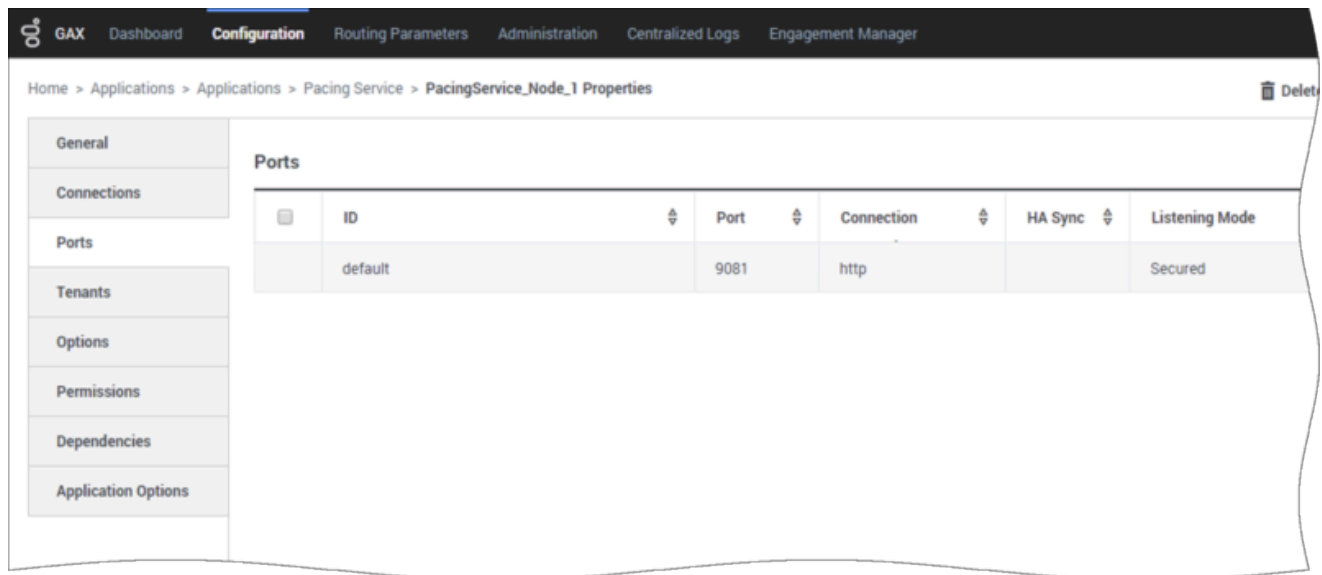 GAX Dashboard Configuration Routing Parameters Administration Centralized Logs Engagement Manager
Home > Applications > Applications > Pacing Service > PacingService_Node_1 Properties
Delete
General
Connections
Ports
Tenants
Options
Permissions
Dependencies
Application Options
Ports
ID Port Connection HA Sync Listening Mode
default 9081 http Secured